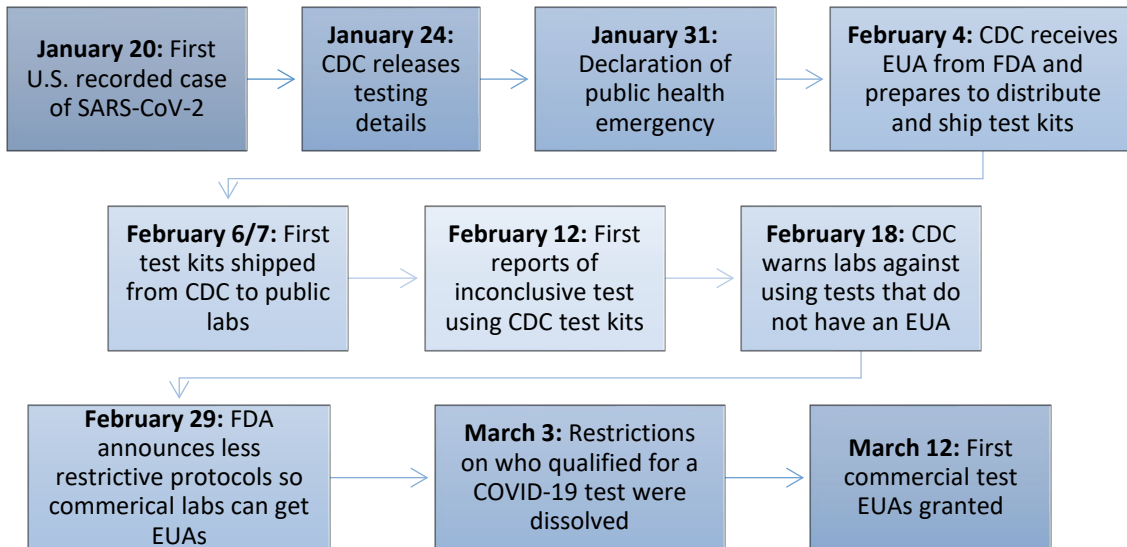 January 20: First
U.S. recorded case
of SARS-CoV-2
January 24:
CDC releases
testing
details
January 31:
Declaration of
public health
emergency
February 4: CDC receives
EUA from FDA and
prepares to distribute
and ship test kits
February 6/7: First
test kits shipped
from CDC to public
labs
February 12: First
reports of
inconclusive test
using CDC test kits
February 18: CDC
warns labs against
using tests that do
not have an EUA
February 29: FDA
announces less
restrictive protocols so
commerical labs can get
EUAs
March 3: Restrictions
on who qualified for a
COVID-19 test were
dissolved
March 12: First
commercial test
EUAs granted